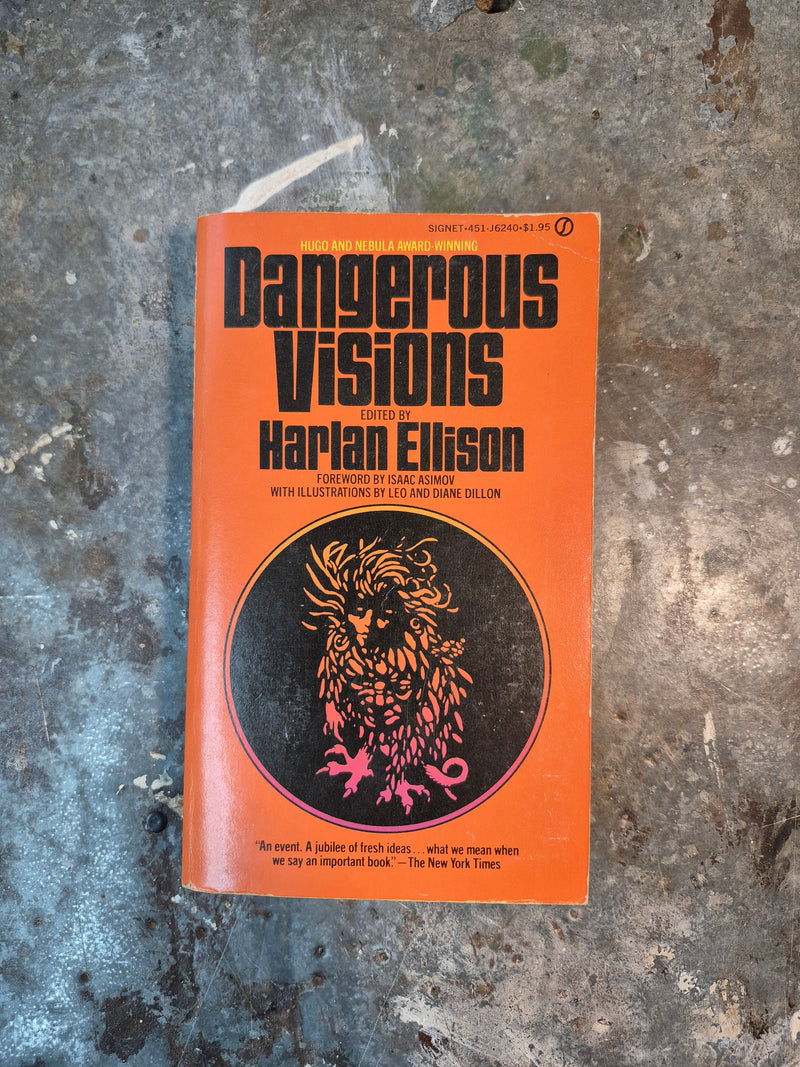 SIGNET•451-J6240•$1.95
HUGO AND NEBULA AWARD-WINNING
Dangerous
Visions
EDITED BY
Harlan Ellison
FOREWORD BY ISAAC ASIMOV
WITH ILLUSTRATIONS BY LEO AND DIANE DILLON
"An event. A jubilee of fresh ideas...what we mean when
we say an important book."—The New York Times